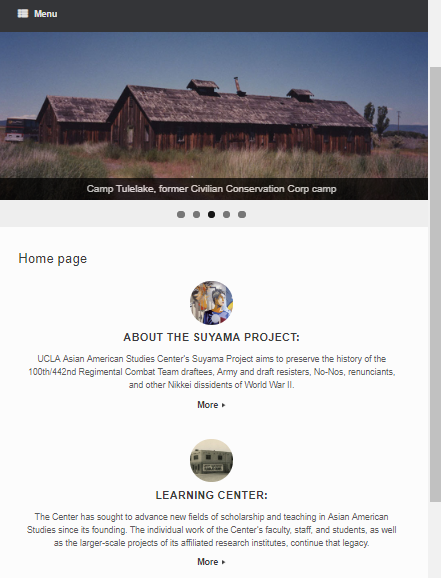 Menu
Camp Tulelake, former Civilian Conservation Corp camp
Home page
ABOUT THE SUYAMA PROJECT:
UCLA Asian American Studies Center's Suyama Project aims to preserve the history of the
100th/442nd Regimental Combat Team draftees, Army and draft resisters, No-Nos, renunciants,
and other Nikkei dissidents of World War II.
More
LEARNING CENTER:
The Center has sought to advance new fields of scholarship and teaching in Asian American
Studies since its founding. The individual work of the Center's faculty, staff, and students, as well
as the larger-scale projects of its affiliated research institutes, continue that legacy.
More